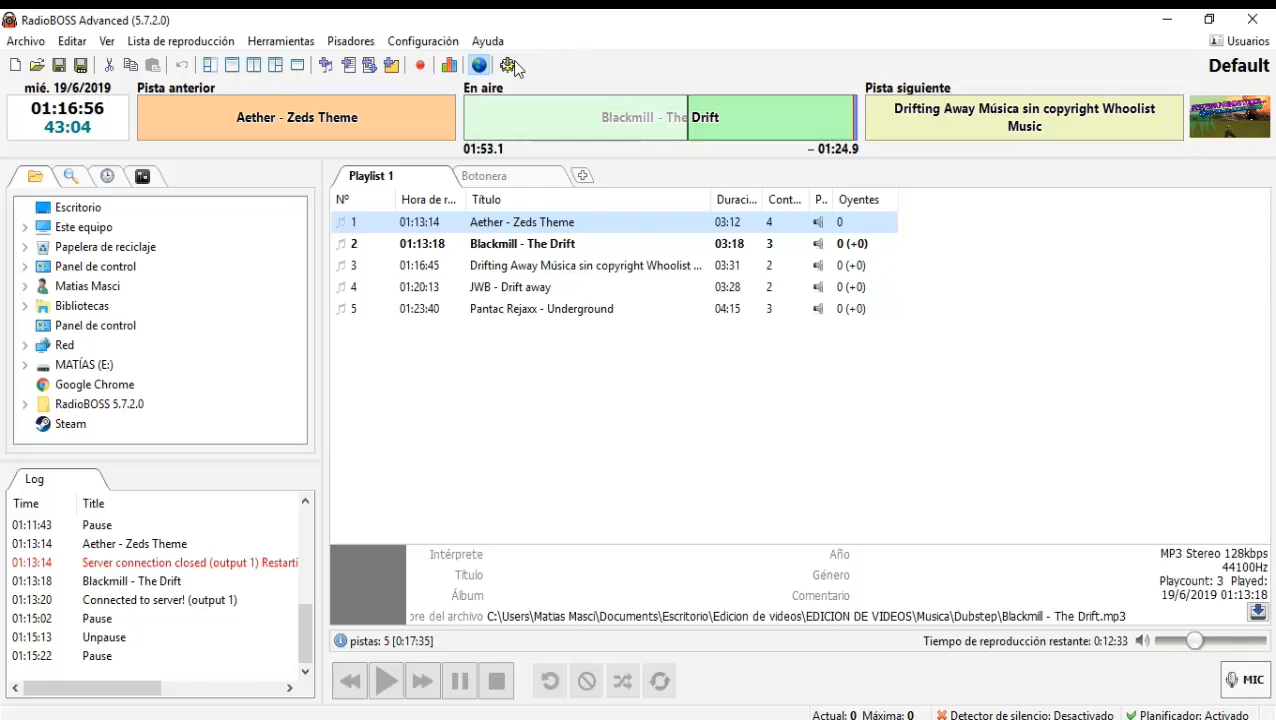 RadioBOSS Advanced (5.7.2.0)
Archivo Editar Ver Lista de reproducción Herramientas Pisadores Configuración Ayuda Usuarios
Default
mié. 19/6/2019 Pista anterior En aire Pista siguiente
01:16:56
43:04
Aether - Zeds Theme
Blackmill - The Drift
Drifting Away Música sin copyright Whoolist
Music
01:53.1 – 01:24.9
Playlist 1 Botonera
Nº Hora de r... Título Duraci... Cont... P.. Oyentes
1 01:13:14 Aether - Zeds Theme 03:12 4 0
2 01:13:18 Blackmill - The Drift 03:18 3 0 (+0)
3 01:16:45 Drifting Away Música sin copyright Whoolist ... 03:31 2 0 (+0)
4 01:20:13 JWB - Drift away 03:28 2 0 (+0)
5 01:23:40 Pantac Rejaxx - Underground 04:15 3 0 (+0)
Escritorio
Este equipo
Papelera de reciclaje
Panel de control
Matias Masci
Bibliotecas
Panel de control
Red
MATÍAS (E:)
Google Chrome
RadioBOSS 5.7.2.0
Steam
Log
Time Title
01:11:43 Pause
01:13:14 Aether - Zeds Theme
01:13:14 Server connection closed (output 1) Restarti
01:13:18 Blackmill - The Drift
01:13:20 Connected to server! (output 1)
01:15:02 Pause
01:15:13 Unpause
01:15:22 Pause
Intérprete Año
Título Género
Álbum Comentario
bre del archivo C:\Users\Matias Masci\Documents\Escritorio\Edicion de videos\EDICION DE VIDEOS\Musica\Dubstep\Blackmill - The Drift.mp3
MP3 Stereo 128kbps
44100Hz
Playcount: 3 Played:
19/6/2019 01:13:18
pistas: 5 [0:17:35] Tiempo de reproducción restante: 0:12:33
MIC
Actual: 0 Máxima: 0 Detector de silencio: Desactivado Planificador: Activado